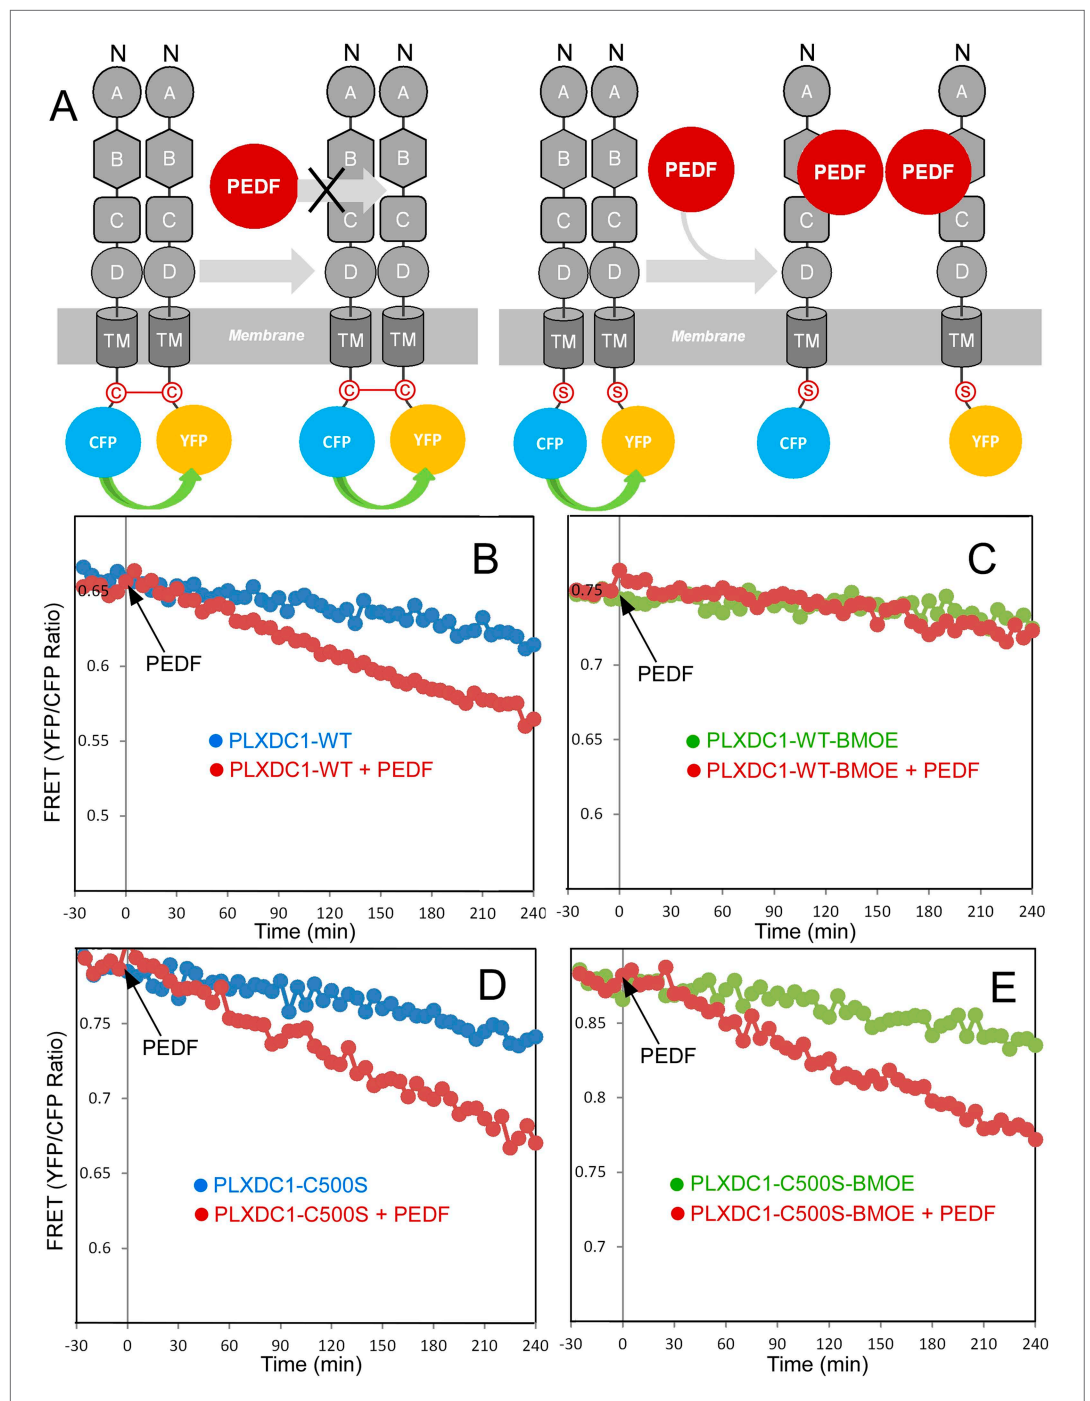 A
N N N N N N N N
A A A A A A A A
B B B B B B
PEDF PEDF PEDF PEDF
C C C C C C C C
D D D D D D D D
TM TM Membrane TM TM TM TM Membrane TM TM
C C C C S S S S
CFP YFP CFP YFP CFP YFP CFP YFP
B
FRET (YFP/CFP Ratio)
0.65
0.6
0.55
0.5
PEDF
PLXDC1-WT
PLXDC1-WT + PEDF
-30 0 30 60 90 120 150 180 210 240
Time (min)
C
0.75
0.7
0.65
0.6
PEDF
PLXDC1-WT-BMOE
PLXDC1-WT-BMOE + PEDF
-30 0 30 60 90 120 150 180 210 240
Time (min)
D
FRET (YFP/CFP Ratio)
0.75
0.7
0.65
0.6
PEDF
PLXDC1-C500S
PLXDC1-C500S + PEDF
-30 0 30 60 90 120 150 180 210 240
Time (min)
E
0.85
0.8
0.75
0.7
PEDF
PLXDC1-C500S-BMOE
PLXDC1-C500S-BMOE + PEDF
-30 0 30 60 90 120 150 180 210 240
Time (min)